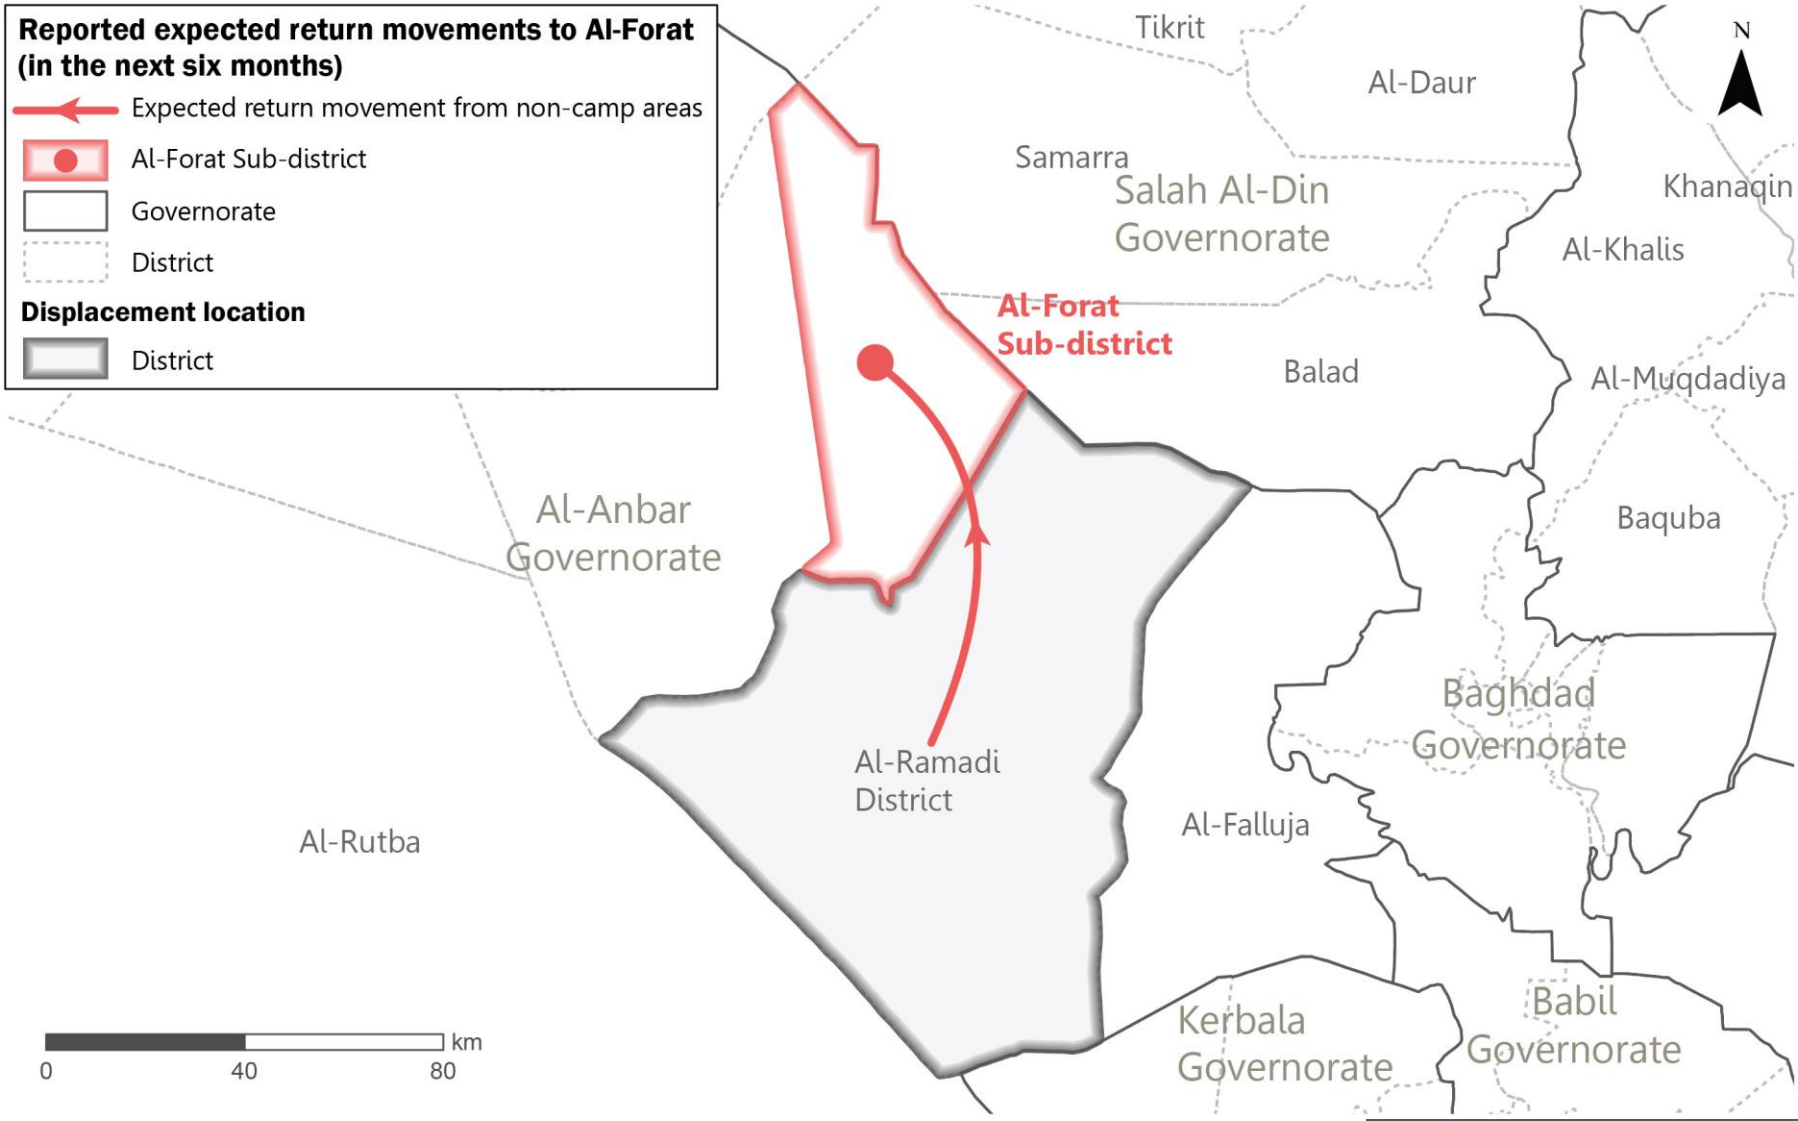 Reported expected return movements to Al-Forat
(in the next six months)
Expected return movement from non-camp areas
Al-Forat Sub-district
Governorate
District
Displacement location
District
N
Tikrit
Al-Daur
Samarra
Salah Al-Din
Governorate
Khanaqin
Al-Khalis
Al-Forat
Sub-district
Balad
Al-Muqdadiya
Al-Anbar
Governorate
Baquba
Baghdad
Governorate
Al-Ramadi
District
Al-Rutba
Al-Falluja
Kerbala
Governorate
Babil
Governorate
km
0 40 80